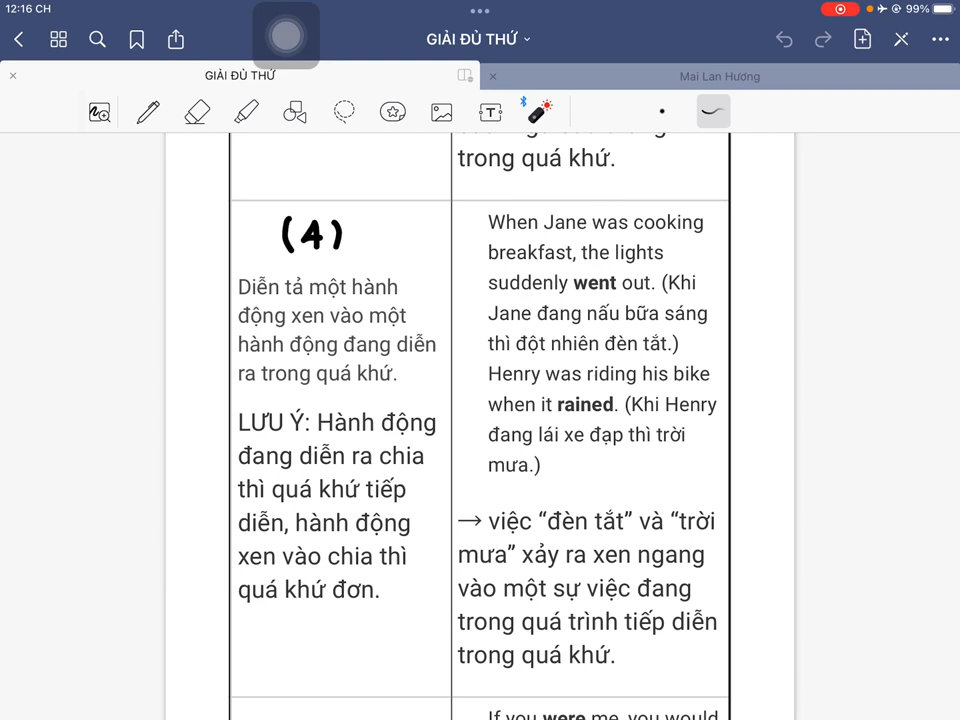 12:16 CH
99%
GIẢI ĐỦ THỨ
GIẢI ĐỦ THỨ
Mai Lan Hương
trong quá khứ.
(4)
Diễn tả một hành
động xen vào một
hành động đang diễn
ra trong quá khứ.
LƯU Ý: Hành động
đang diễn ra chia
thì quá khứ tiếp
diễn, hành động
xen vào chia thì
quá khứ đơn.
When Jane was cooking
breakfast, the lights
suddenly went out. (Khi
Jane đang nấu bữa sáng
thì đột nhiên đèn tắt.)
Henry was riding his bike
when it rained. (Khi Henry
đang lái xe đạp thì trời
mưa.)
→ việc “đèn tắt” và “trời
mưa” xảy ra xen ngang
vào một sự việc đang
trong quá trình tiếp diễn
trong quá khứ.
If you were me, you would